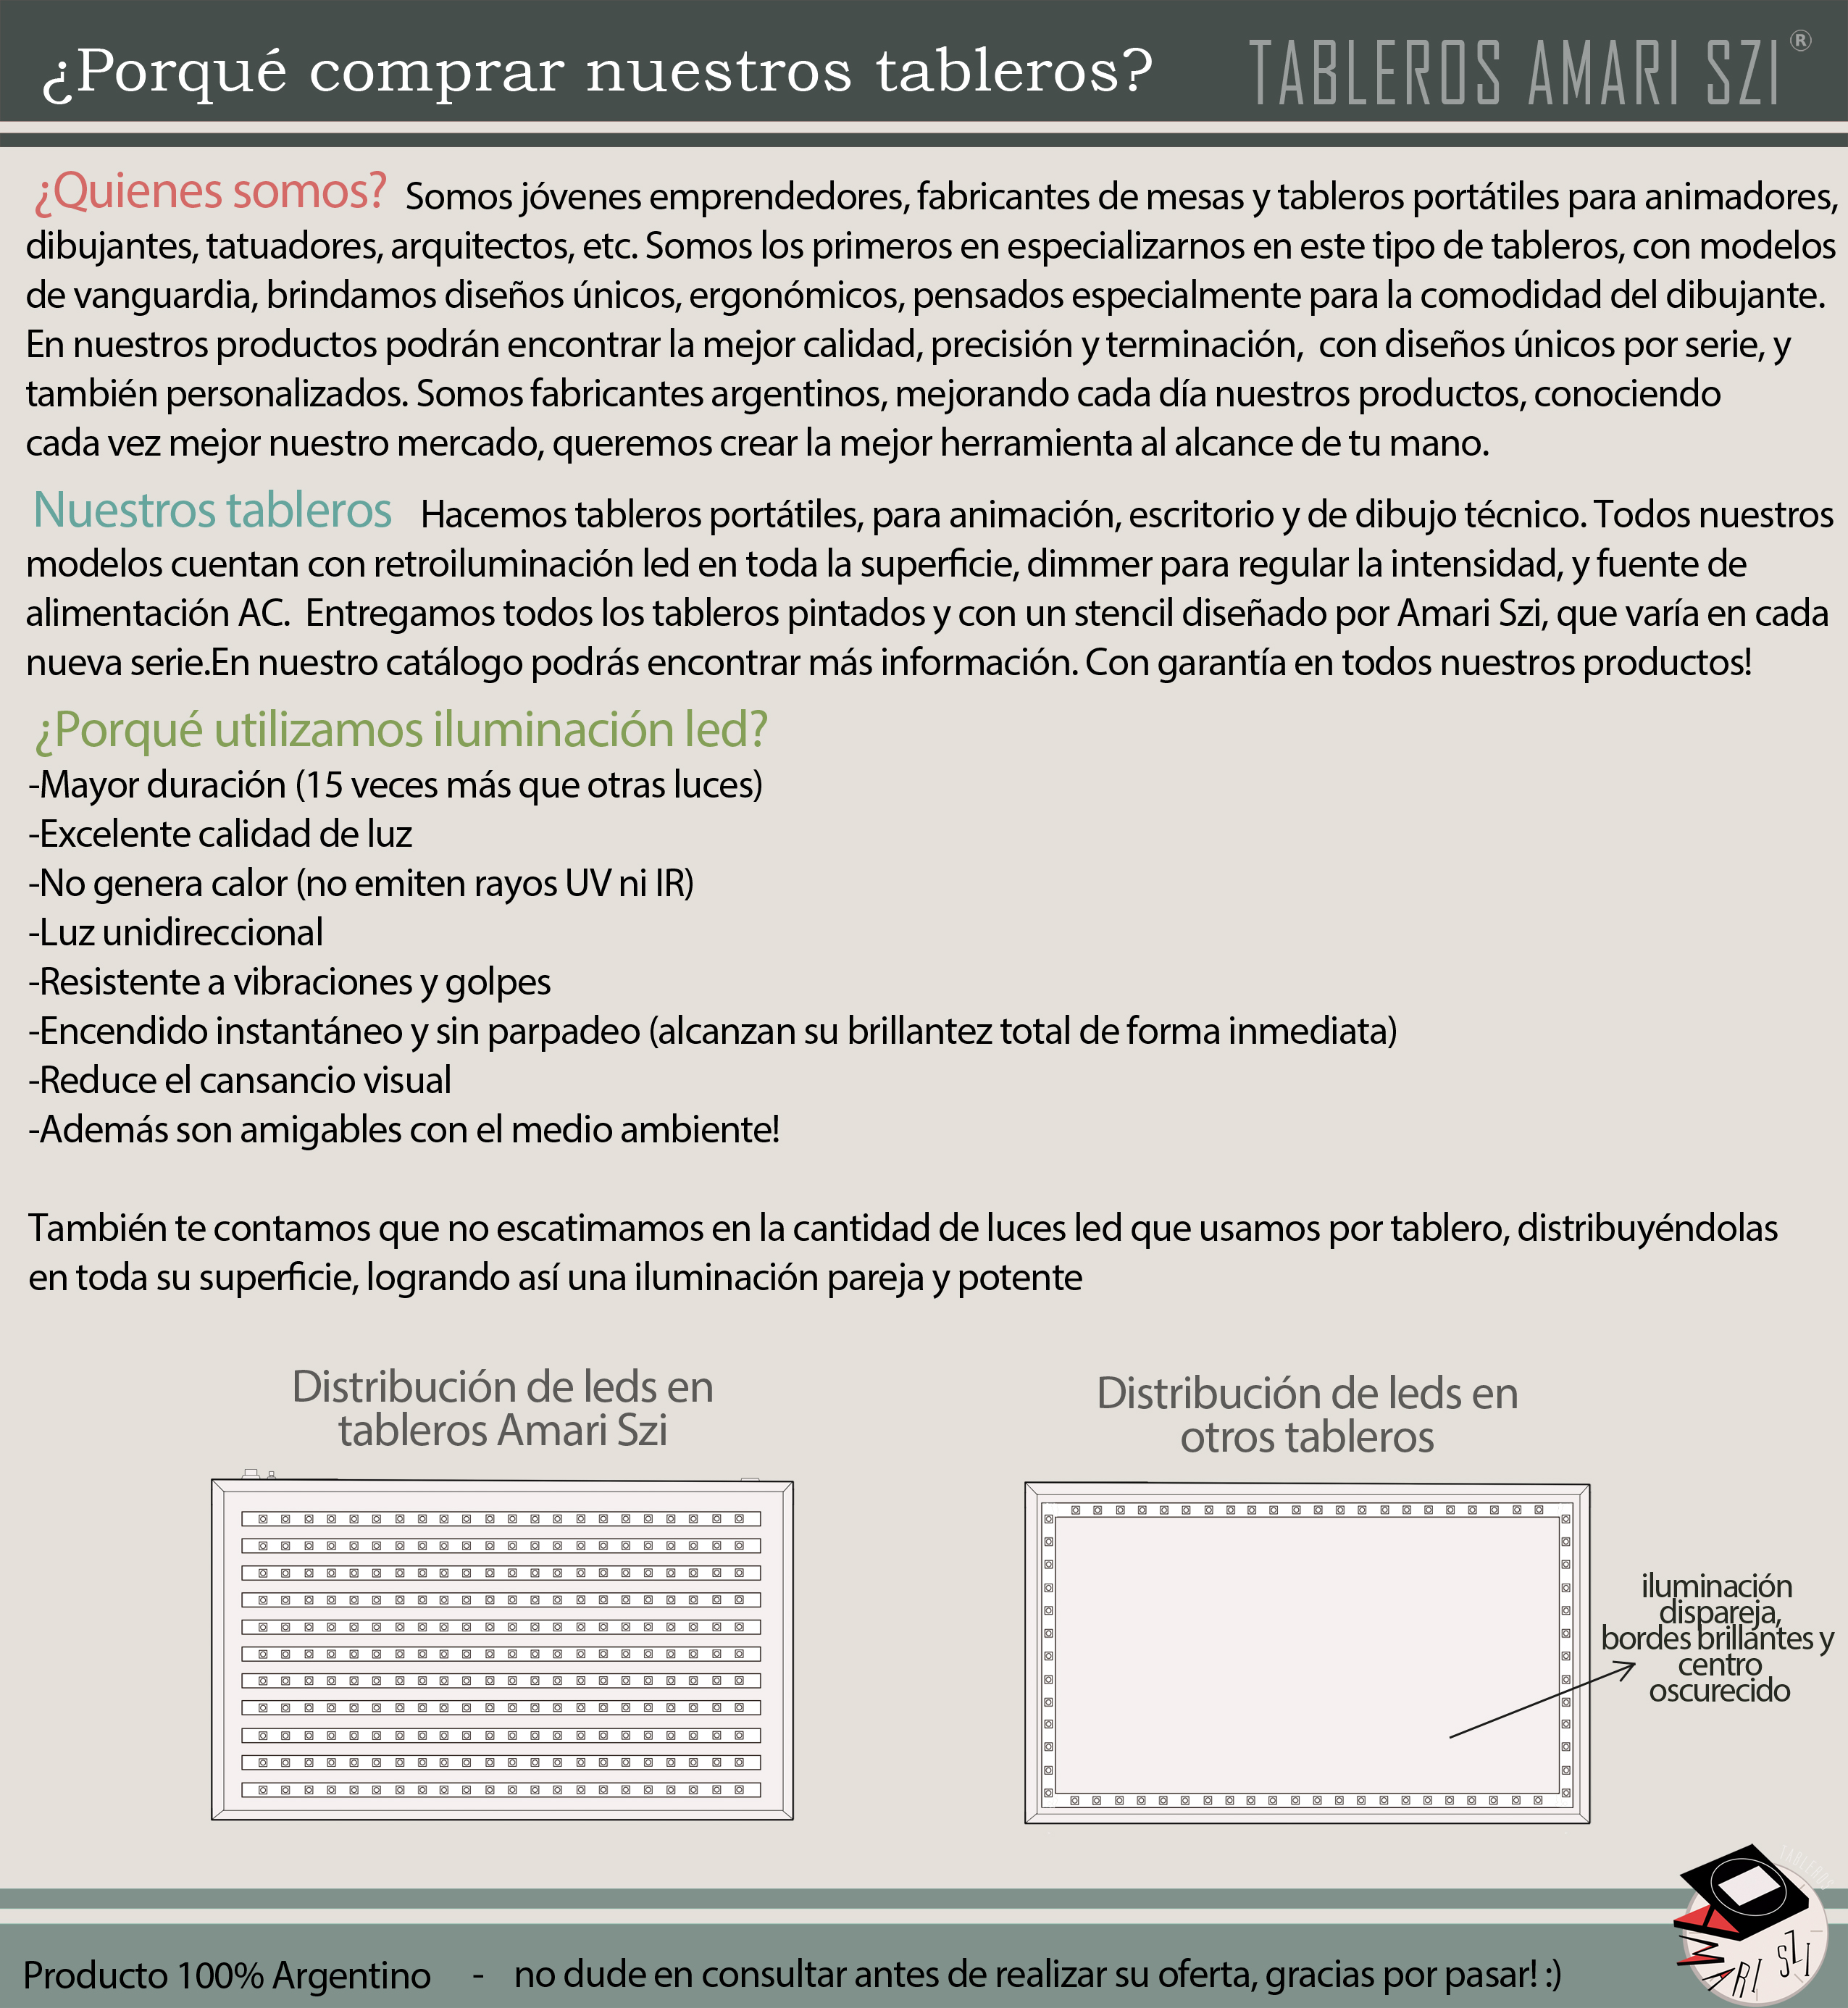 ¿Porqué comprar nuestros tableros?
TABLEROS AMARI SZI®
¿Quienes somos? Somos jóvenes emprendedores, fabricantes de mesas y tableros portátiles para animadores,
dibujantes, tatuadores, arquitectos, etc. Somos los primeros en especializarnos en este tipo de tableros, con modelos
de vanguardia, brindamos diseños únicos, ergonómicos, pensados especialmente para la comodidad del dibujante.
En nuestros productos podrán encontrar la mejor calidad, precisión y terminación, con diseños únicos por serie, y
también personalizados. Somos fabricantes argentinos, mejorando cada día nuestros productos, conociendo
cada vez mejor nuestro mercado, queremos crear la mejor herramienta al alcance de tu mano.
Nuestros tableros Hacemos tableros portátiles, para animación, escritorio y de dibujo técnico. Todos nuestros
modelos cuentan con retroiluminación led en toda la superficie, dimmer para regular la intensidad, y fuente de
alimentación AC. Entregamos todos los tableros pintados y con un stencil diseñado por Amari Szi, que varía en cada
nueva serie.En nuestro catálogo podrás encontrar más información. Con garantía en todos nuestros productos!
¿Porqué utilizamos iluminación led?
-Mayor duración (15 veces más que otras luces)
-Excelente calidad de luz
-No genera calor (no emiten rayos UV ni IR)
-Luz unidireccional
-Resistente a vibraciones y golpes
-Encendido instantáneo y sin parpadeo (alcanzan su brillantez total de forma inmediata)
-Reduce el cansancio visual
-Además son amigables con el medio ambiente!
También te contamos que no escatimamos en la cantidad de luces led que usamos por tablero, distribuyéndolas
en toda su superficie, logrando así una iluminación pareja y potente
Distribución de leds en
tableros Amari Szi
Distribución de leds en
otros tableros
iluminación
dispareja,
bordes brillantes y
centro
oscurecido
TABLEROS
AMARI SZI
Producto 100% Argentino - no dude en consultar antes de realizar su oferta, gracias por pasar! :)